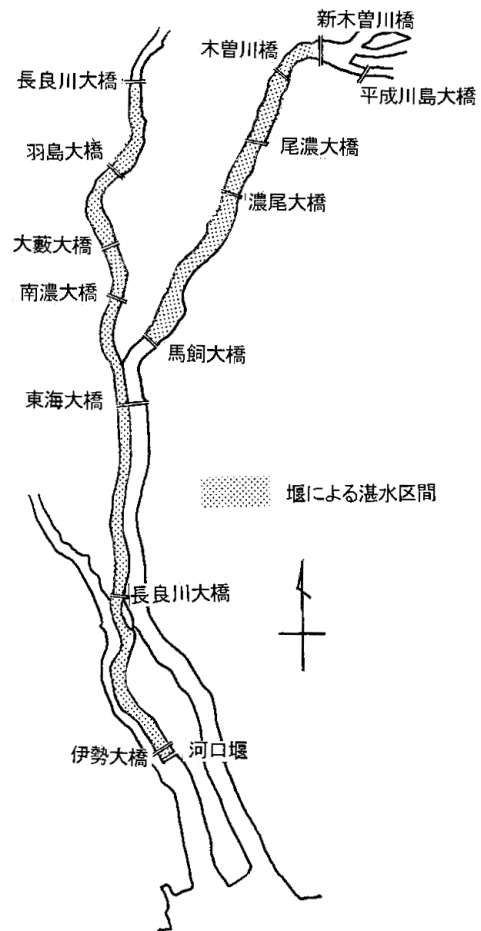 新木曽川橋
木曽川橋
長良川大橋
平成川島大橋
羽島大橋
尾濃大橋
濃尾大橋
大藪大橋
南濃大橋
馬飼大橋
東海大橋
堰による湛水区間
長良川大橋
伊勢大橋
河口堰